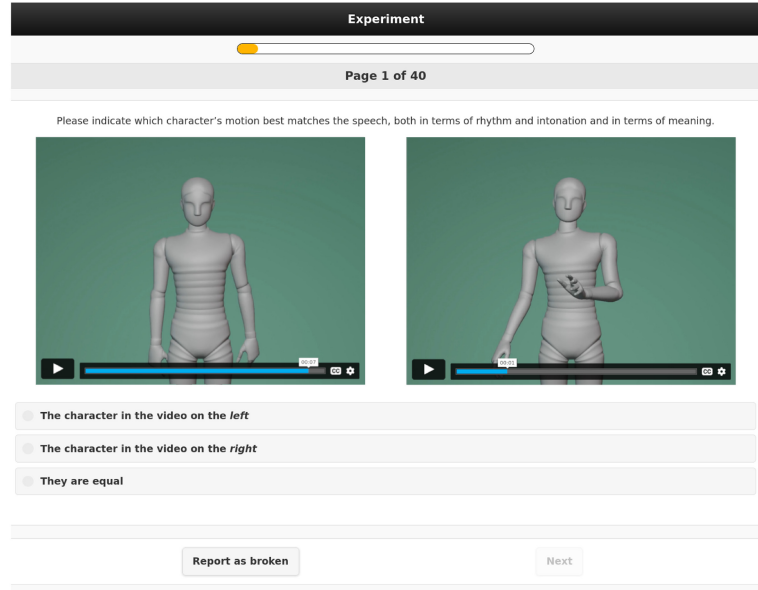 Experiment
Page 1 of 40
Please indicate which character's motion best matches the speech, both in terms of rhythm and intonation and in terms of meaning.
00:07
CC
00:01
CC
The character in the video on the left
The character in the video on the right
They are equal
Report as broken
Next